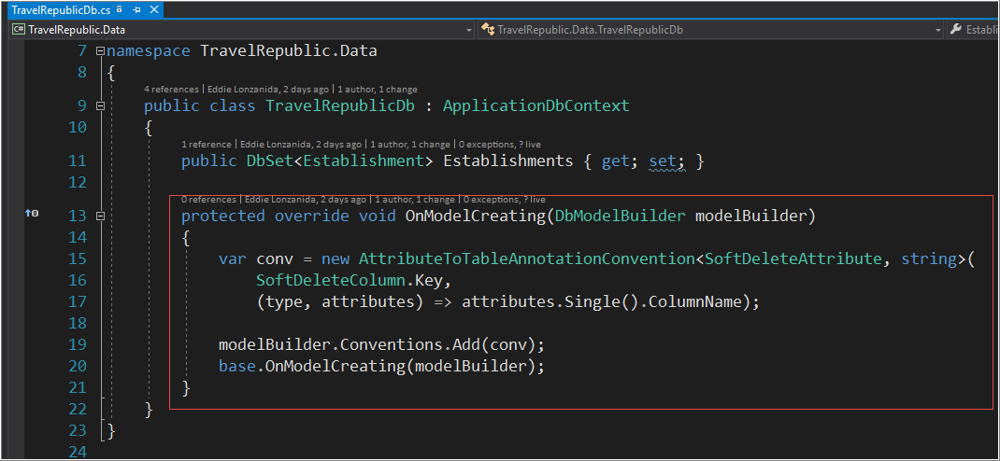 TravelRepublicDb.cs
C# TravelRepublic.Data TravelRepublic.Data.TravelRepublicDb Establi
7 namespace TravelRepublic.Data
8 {
4 references | Eddie Lonzanida, 2 days ago | 1 author, 1 change
9 public class TravelRepublicDb : ApplicationDbContext
10 {
1 reference | Eddie Lonzanida, 2 days ago | 1 author, 1 change | 0 exceptions, ? live
11 public DbSet<Establishment> Establishments { get; set; }
12
0 references | Eddie Lonzanida, 2 days ago | 1 author, 1 change | 0 exceptions, ? live
13 protected override void OnModelCreating(DbModelBuilder modelBuilder)
14 {
15 var conv = new AttributeToTableAnnotationConvention<SoftDeleteAttribute, string>(
16 SoftDeleteColumn.Key,
17 (type, attributes) => attributes.Single().ColumnName);
18
19 modelBuilder.Conventions.Add(conv);
20 base.OnModelCreating(modelBuilder);
21 }
22 }
23 }
24